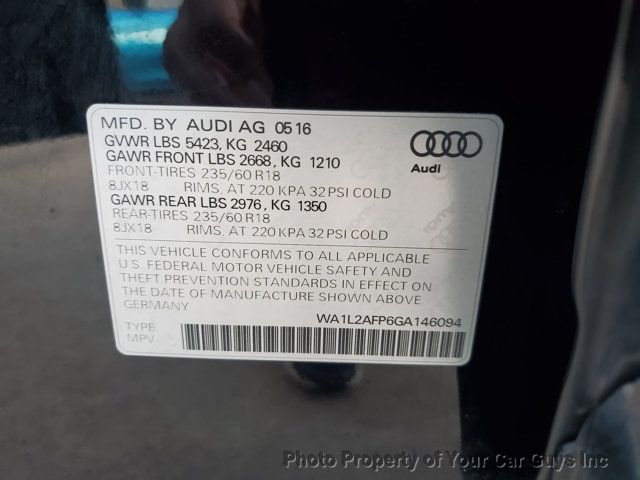 MFD. BY AUDI AG 0516
GVWR LBS 5423, KG 2460
GAWR FRONT LBS 2668, KG 1210
FRONT-TIRES 235/60 R18
8JX18 RIMS, AT 220 KPA 32 PSI COLD
GAWR REAR LBS 2976, KG 1350
REAR-TIRES 235/60 R18
8JX18 RIMS, AT 220 KPA 32 PSI COLD
Audi
THIS VEHICLE CONFORMS TO ALL APPLICABLE
U.S. FEDERAL MOTOR VEHICLE SAFETY AND
THEFT PREVENTION STANDARDS IN EFFECT ON
THE DATE OF MANUFACTURE SHOWN ABOVE
GERMANY
WA1L2AFP6GA146094
TYPE:
MPV
Photo Property of Your Car Guys Inc